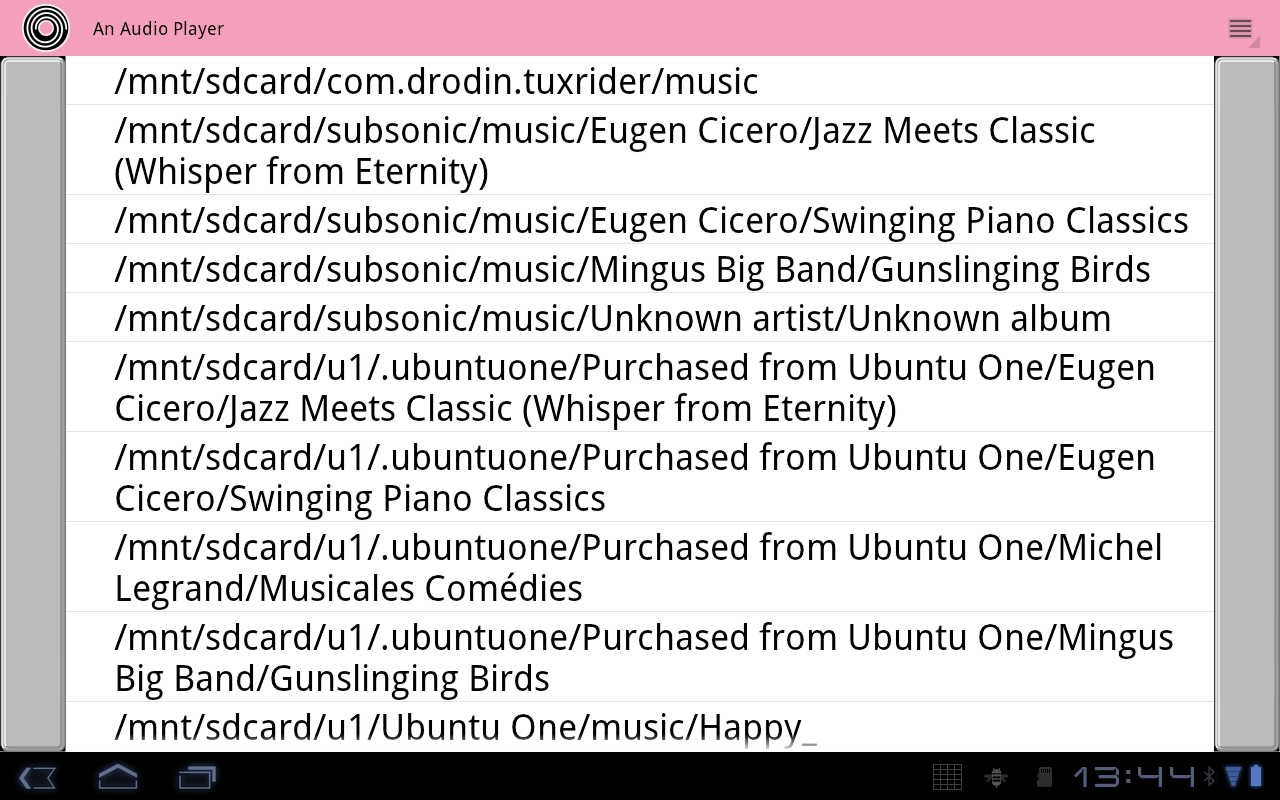 An Audio Player
/mnt/sdcard/com.drodin.tuxrider/music
/mnt/sdcard/subsonic/music/Eugen Cicero/Jazz Meets Classic
(Whisper from Eternity)
/mnt/sdcard/subsonic/music/Eugen Cicero/Swinging Piano Classics
/mnt/sdcard/subsonic/music/Mingus Big Band/Gunslinging Birds
/mnt/sdcard/subsonic/music/Unknown artist/Unknown album
/mnt/sdcard/u1/.ubuntuone/Purchased from Ubuntu One/Eugen
Cicero/Jazz Meets Classic (Whisper from Eternity)
/mnt/sdcard/u1/.ubuntuone/Purchased from Ubuntu One/Eugen
Cicero/Swinging Piano Classics
/mnt/sdcard/u1/.ubuntuone/Purchased from Ubuntu One/Michel
Legrand/Musicales Comédies
/mnt/sdcard/u1/.ubuntuone/Purchased from Ubuntu One/Mingus
Big Band/Gunslinging Birds
/mnt/sdcard/u1/Ubuntu One/music/Happy_
13:44